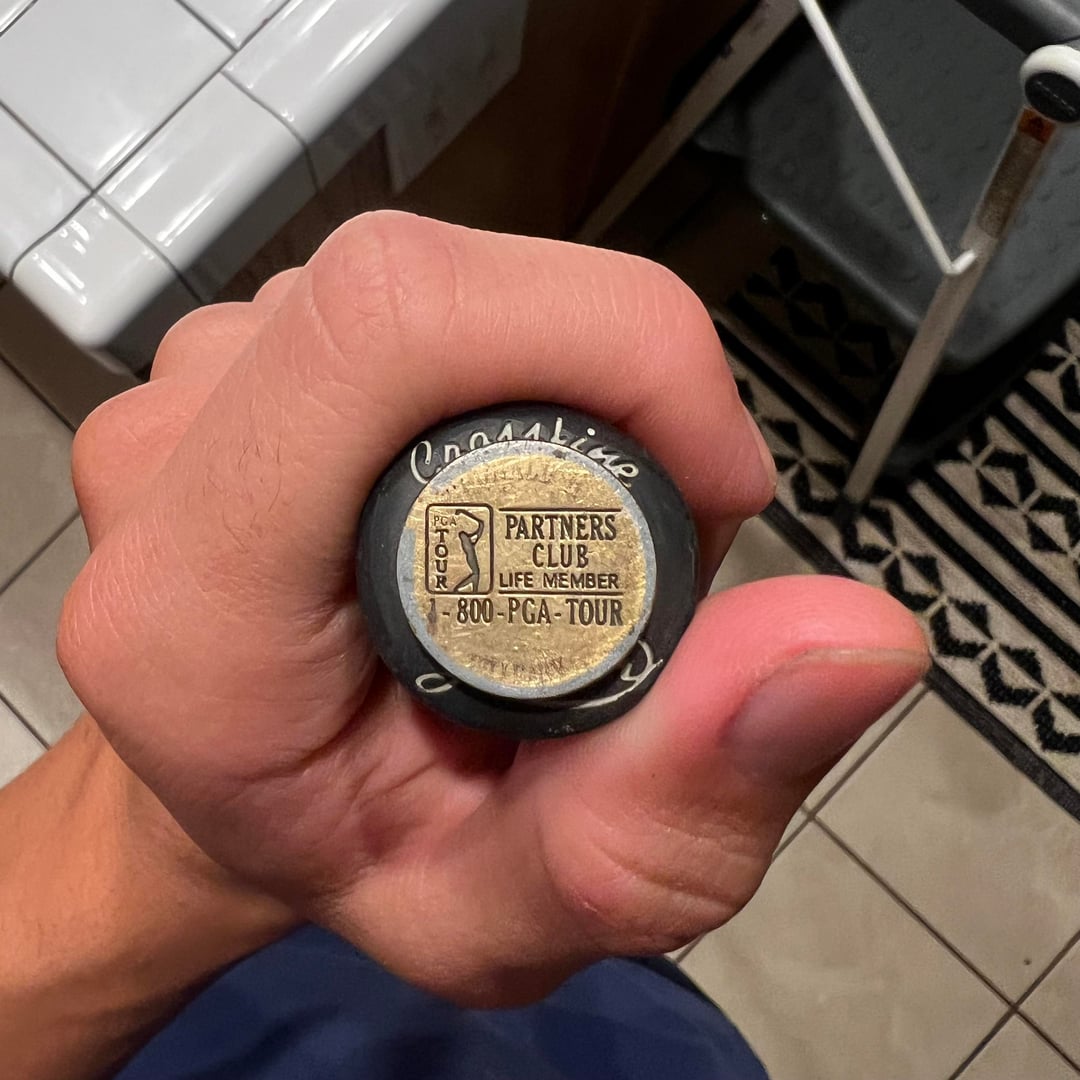 Crossline
PGA
TOUR
PARTNERS
CLUB
LIFE MEMBER
1-800-PGA-TOUR